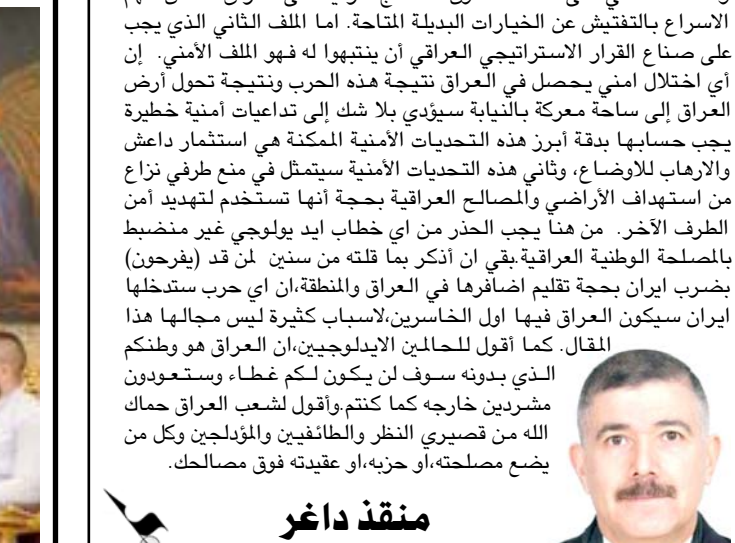 الاسراع بالتفتيش عن الخيارات البديلة المتاحة. اما الملف الثاني الذي يجب
على صناع القرار الاستراتيجي العراقي أن ينتبهوا له فهو الملف الأمني. إن
أي اختلال امني يحصل في العراق نتيجة هذه الحرب ونتيجة تحول أرض
العراق إلى ساحة معركة بالنيابة سيؤدي بلا شك إلى تداعيات أمنية خطيرة
يجب حسابها بدقة أبرز هذه التحديات الأمنية الممكنة هي استثمار داعش
والارهاب للاوضاع، وثاني هذه التحديات الأمنية سيتمثل في منع طرفي نزاع
من استهداف الأراضي والمصالح العراقية بحجة أنها تستخدم لتهديد أمن
الطرف الآخر. من هنا يجب الحذر من اي خطاب ايد يولوجي غير منضبط
بالمصلحة الوطنية العراقية.بقي ان أذكر بما قلته من سنين لمن قد (يفرحون)
بضرب ايران بحجة تقليم اضافرها في العراق والمنطقة،ان اي حرب ستدخلها
ايران سيكون العراق فيها اول الخاسرين،لاسباب كثيرة ليس مجالها هذا
المقال. كما أقول للحالمين الايدلوجيين،ان العراق هو وطنكم
الذي بدونه سوف لن يكون لكم غطاء وستعودون
مشردين خارجه كما كنتم.وأقول لشعب العراق حماك
الله من قصيري النظر والطائفيين والمؤدلجين وكل من
يضع مصلحته،او حزبه،او عقيدته فوق مصالحك.
منقذ داغر